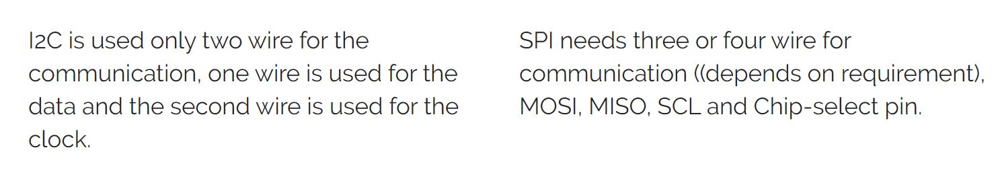 I2C is used only two wire for the
communication, one wire is used for the
data and the second wire is used for the
clock.
SPI needs three or four wire for
communication ((depends on requirement),
MOSI, MISO, SCL and Chip-select pin.